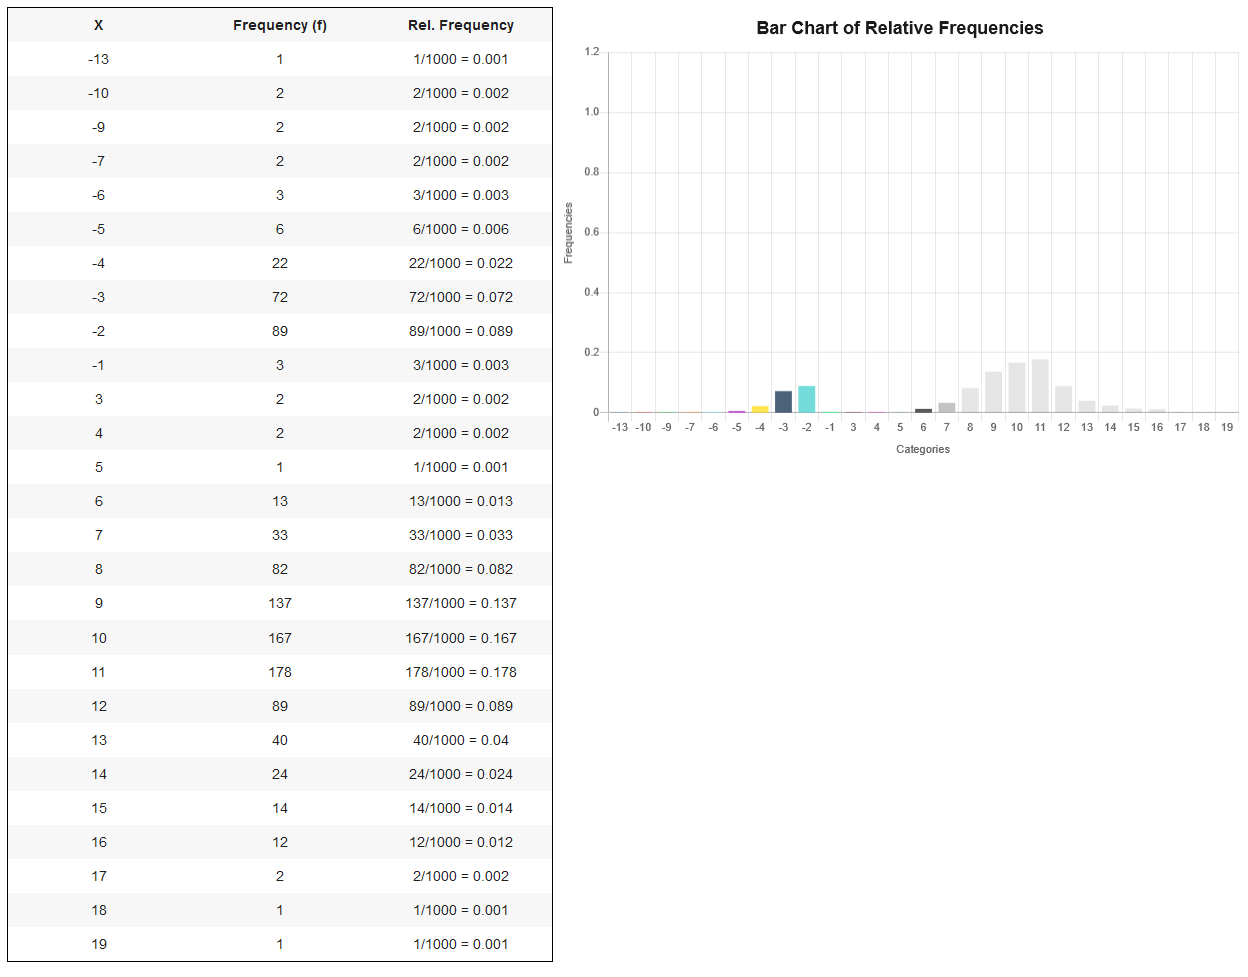 X Frequency (f) Rel. Frequency
-13 1 1/1000 = 0.001
-10 2 2/1000 = 0.002
-9 2 2/1000 = 0.002
-7 2 2/1000 = 0.002
-6 3 3/1000 = 0.003
-5 6 6/1000 = 0.006
-4 22 22/1000 = 0.022
-3 72 72/1000 = 0.072
-2 89 89/1000 = 0.089
-1 3 3/1000 = 0.003
3 2 2/1000 = 0.002
4 2 2/1000 = 0.002
5 1 1/1000 = 0.001
6 13 13/1000 = 0.013
7 33 33/1000 = 0.033
8 82 82/1000 = 0.082
9 137 137/1000 = 0.137
10 167 167/1000 = 0.167
11 178 178/1000 = 0.178
12 89 89/1000 = 0.089
13 40 40/1000 = 0.04
14 24 24/1000 = 0.024
15 14 14/1000 = 0.014
16 12 12/1000 = 0.012
17 2 2/1000 = 0.002
18 1 1/1000 = 0.001
19 1 1/1000 = 0.001
Bar Chart of Relative Frequencies
1.2
1.0
0.8
0.6
0.4
0.2
0
Frequencies
-13 -10 -9 -7 -6 -5 -4 -3 -2 -1 3 4 5 6 7 8 9 10 11 12 13 14 15 16 17 18 19
Categories